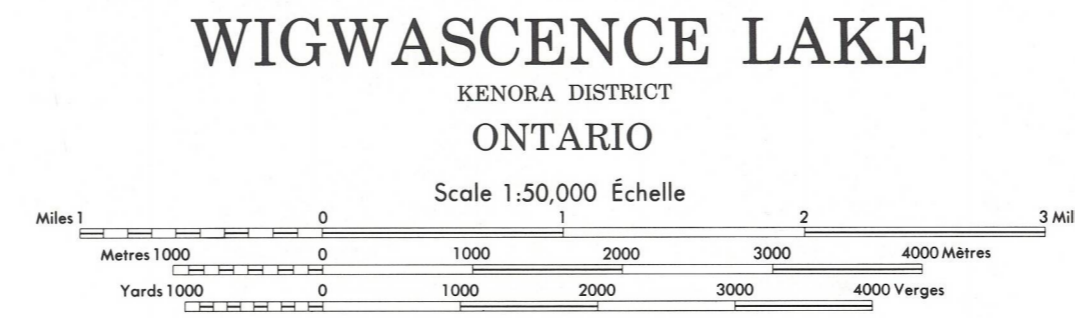 WIGWASCENCE LAKE
KENORA DISTRICT
ONTARIO
Scale 1:50,000 Échelle
Miles 1 0 1 2 3 Mil
Metres 1000 0 1000 2000 3000 4000 Mètres
Yards 1000 0 1000 2000 3000 4000 Verges